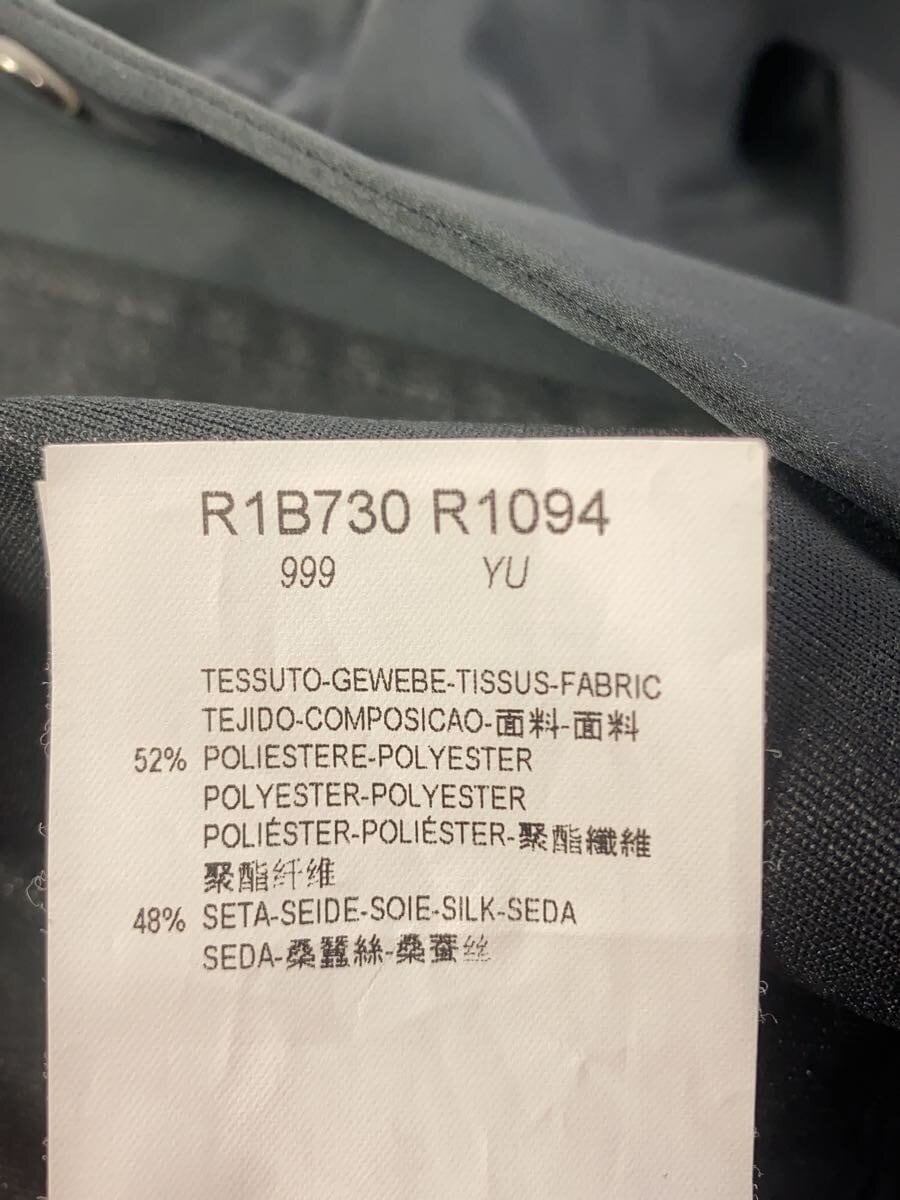 R1B730 R1094
999 YU
TESSUTO-GEWEBE-TISSUS-FABRIC
TEJIDO-COMPOSICAO-面料-面料
52% POLIESTERE-POLYESTER
POLYESTER-POLYESTER
POLIÉSTER-POLIÉSTER-聚酯纖維
聚酯纤维
48% SETA-SEIDE-SOIE-SILK-SEDA
SEDA-桑蠶絲-桑蚕丝